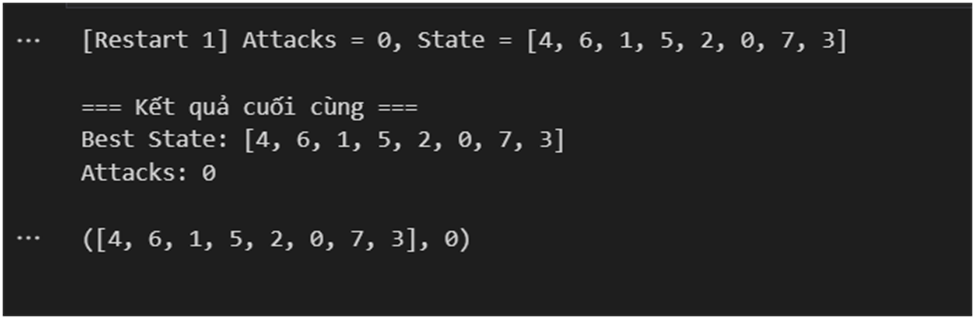 ... [Restart 1] Attacks = 0, State = [4, 6, 1, 5, 2, 0, 7, 3]
=== Kết quả cuối cùng ===
Best State: [4, 6, 1, 5, 2, 0, 7, 3]
Attacks: 0
... ([4, 6, 1, 5, 2, 0, 7, 3], 0)